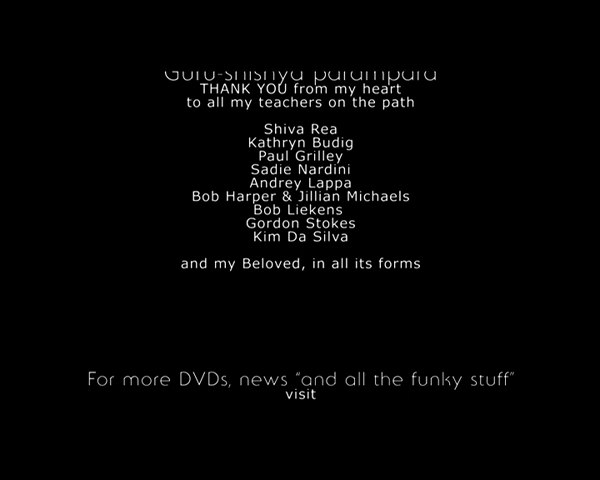 Guru-shishya parampara
THANK YOU from my heart
to all my teachers on the path
Shiva Rea
Kathryn Budig
Paul Grilley
Sadie Nardini
Andrey Lappa
Bob Harper & Jillian Michaels
Bob Liekens
Gordon Stokes
Kim Da Silva
and my Beloved, in all its forms
For more DVDs, news “and all the funky stuff”
visit